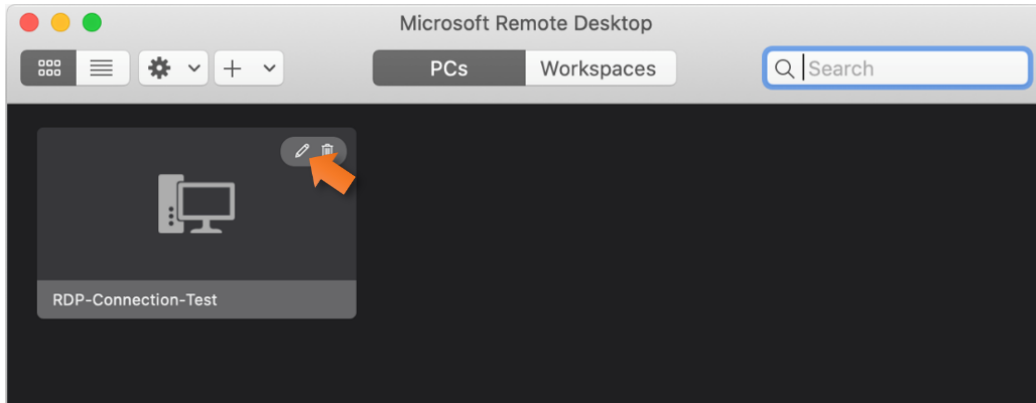 Microsoft Remote Desktop
PCs Workspaces Search
RDP-Connection-Test